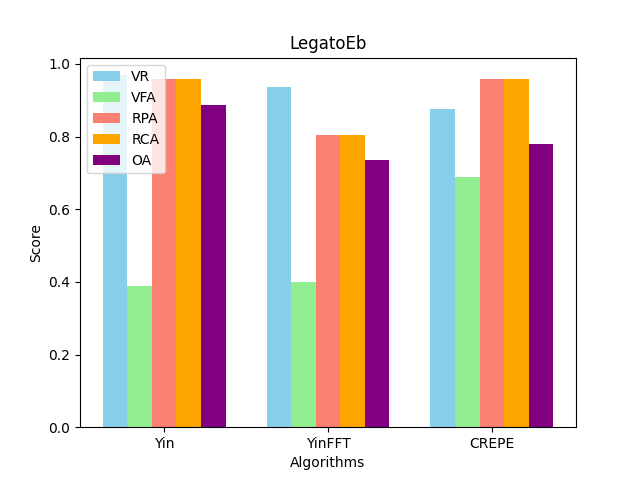 LegatoEb
VR
VFA
RPA
RCA
OA
1.0
0.8
0.6
0.4
0.2
0.0
Score
Yin
YinFFT
CREPE
Algorithms